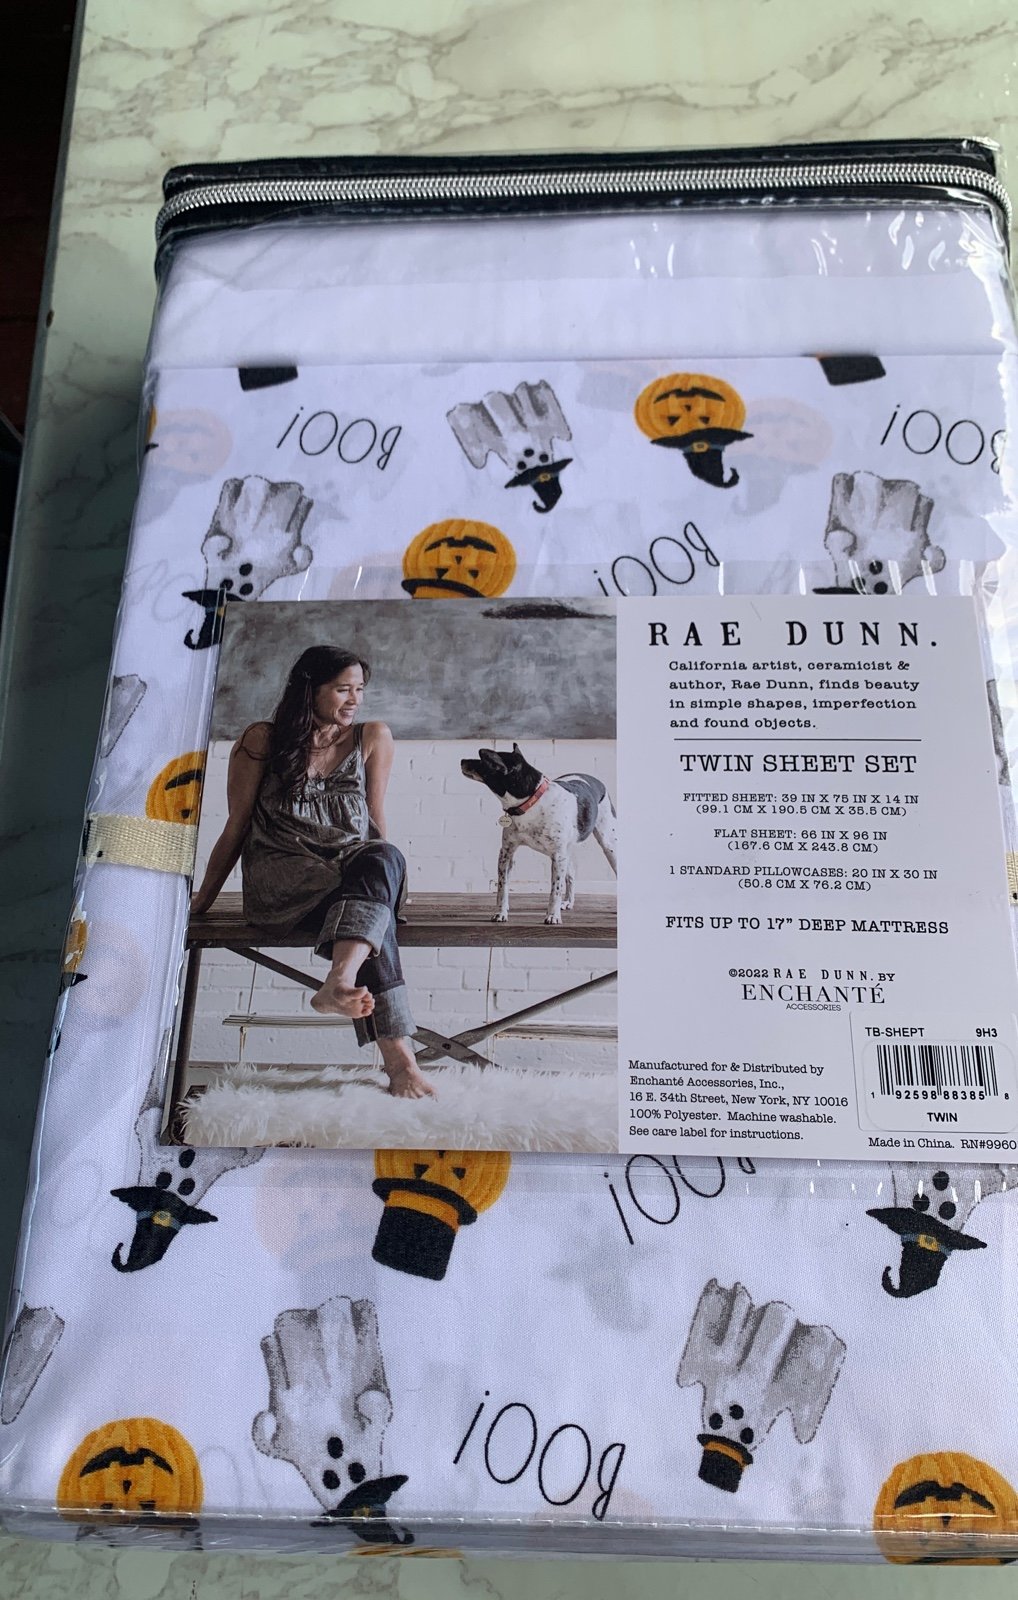 BOO!
BOO!
BOO!
RAE DUNN.
California artist, ceramicist &
author, Rae Dunn, finds beauty
in simple shapes, imperfection
and found objects.
TWIN SHEET SET
FITTED SHEET: 39 IN X 75 IN X 14 IN
(99.1 CM X 190.5 CM X 35.5 CM)
FLAT SHEET: 66 IN X 96 IN
(167.6 CM X 243.8 CM)
1 STANDARD PILLOWCASES: 20 IN X 30 IN
(50.8 CM X 76.2 CM)
FITS UP TO 17” DEEP MATTRESS
©2022 RAE DUNN. BY
ENCHANTÉ
ACCESSORIES
TB-SHEPT 9H3
1 92598 88385 8
TWIN
Manufactured for & Distributed by
Enchanté Accessories, Inc.,
16 E. 34th Street, New York, NY 10016
100% Polyester. Machine washable.
See care label for instructions.
Made in China. RN#9960
BOO!
BOO!